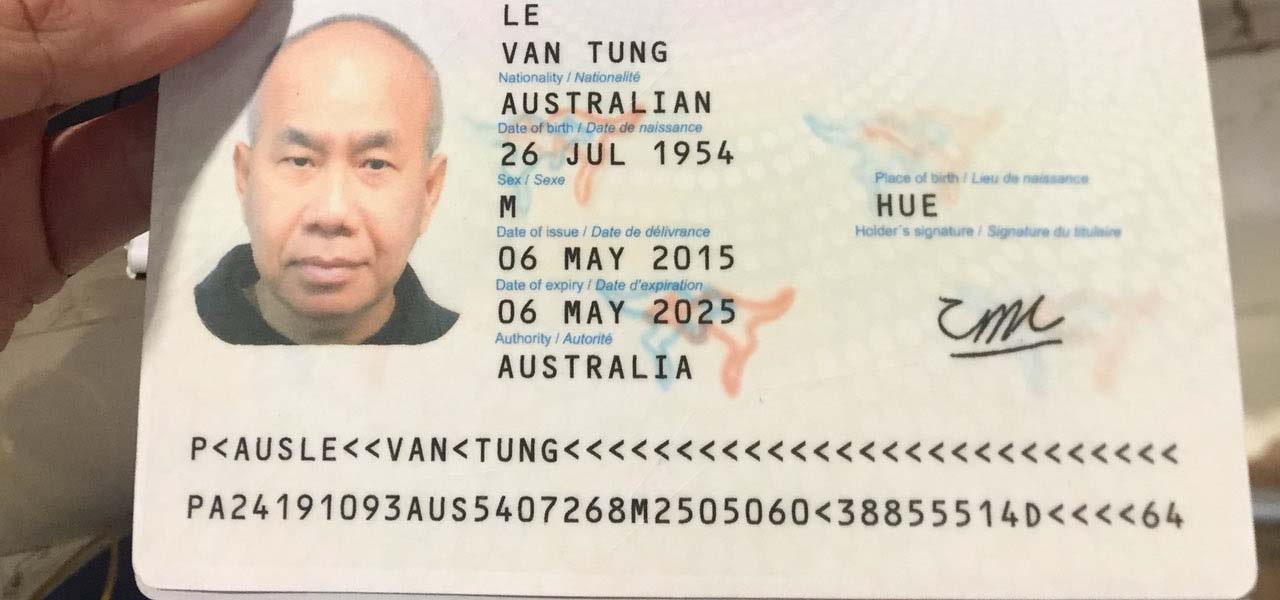 LE
VAN TUNG
Nationality / Nationalité
AUSTRALIAN
Date of birth / Date de naissance
26 JUL 1954
Sex / Sexe
Place of birth / Lieu de naissance
M
HUE
Date of issue / Date de délivrance
Holder's signature / Signature du titulaire
06 MAY 2015
Date of expiry / Date d'expiration
06 MAY 2025
Authority / Autorité
AUSTRALIA
P<AUSLE<<VAN<TUNG<<<<<<<<<<<<<<<<<<<<<<<<<<<
PA24191093AUS5407268M2505060<38855514D<<<<64